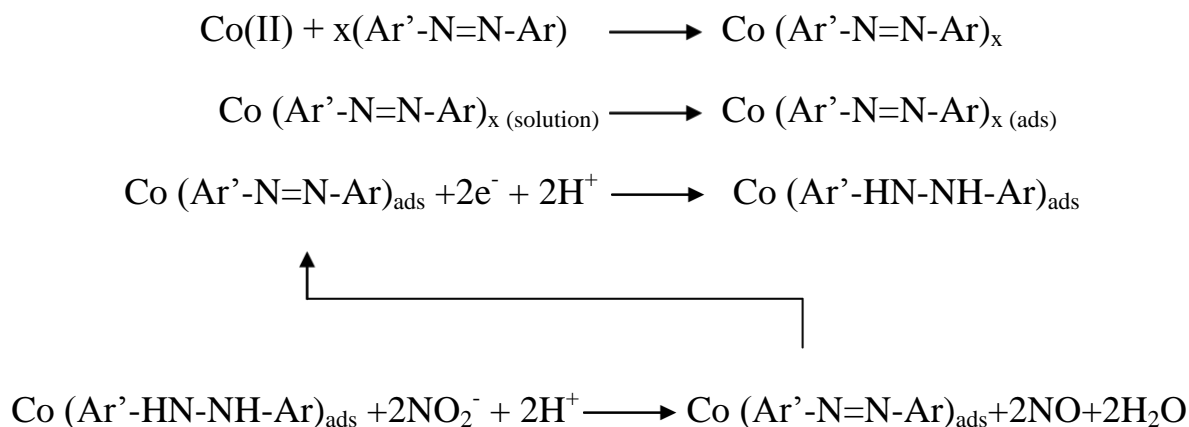 Co(II) + x(Ar’-N=N-Ar) ⟶ Co (Ar’-N=N-Ar)x
Co (Ar’-N=N-Ar)x (solution) ⟶ Co (Ar’-N=N-Ar)x (ads)
Co (Ar’-N=N-Ar)ads +2e- + 2H+ ⟶ Co (Ar’-HN-NH-Ar)ads
Co (Ar’-HN-NH-Ar)ads +2NO2- + 2H+ ⟶ Co (Ar’-N=N-Ar)ads+2NO+2H2O